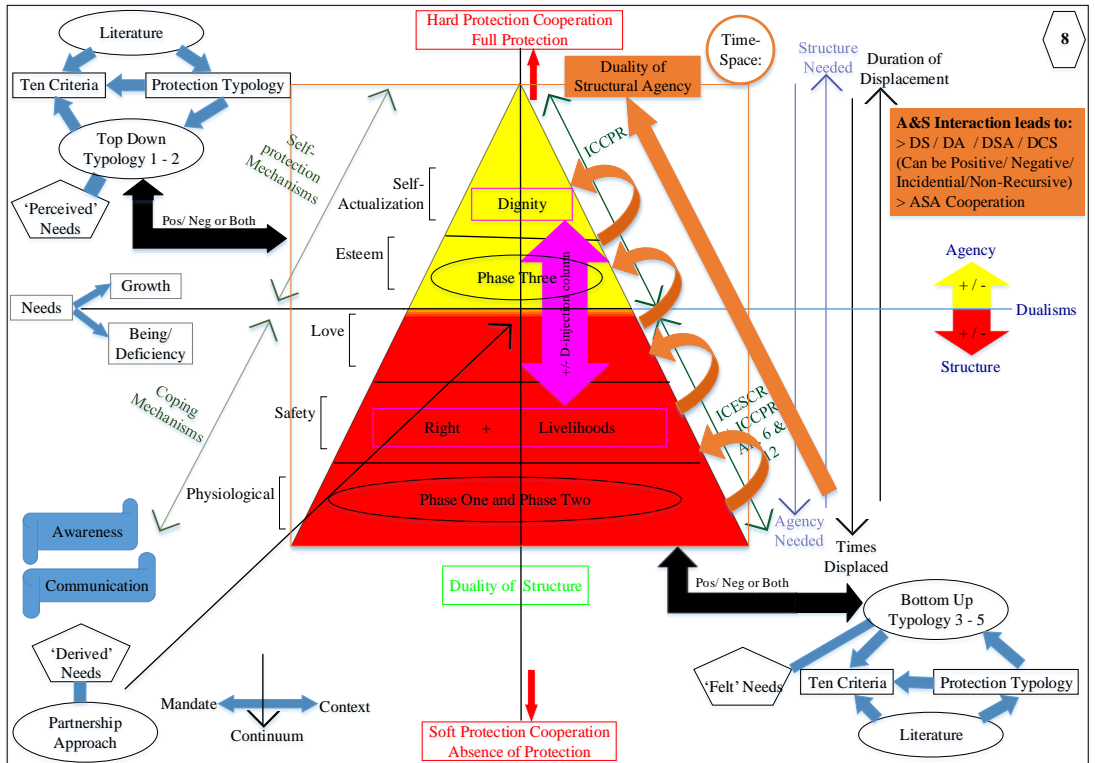 Hard Protection Cooperation
Full Protection
Time-
Space:
8
Literature
Ten Criteria
Protection Typology
Top Down
Typology 1 - 2
'Perceived'
Needs
Pos/ Neg or Both
Self-
protection
Mechanisms
Duality of
Structural Agency
Structure
Needed
Duration of
Displacement
A&S Interaction leads to:
> DS / DA / DSA / DCS
(Can be Positive/ Negative/
Incidential/Non-Recursive)
> ASA Cooperation
ICCPR
Self-
Actualization
Dignity
Esteem
Phase Three
Agency
+ / -
Dualisms
+ / -
Structure
Needs
Growth
Being/
Deficiency
Love
+/- D-injection column
Coping
Mechanisms
Safety
Right + Livelihoods
ICESCR
ICCPR
6 &
12
Physiological
Phase One and Phase Two
Agency
Needed
Times
Displaced
Awareness
Communication
Duality of Structure
Pos/ Neg or Both
Bottom Up
Typology 3 - 5
'Felt' Needs
Ten Criteria
Protection Typology
Literature
'Derived'
Needs
Partnership
Approach
Mandate
Context
Continuum
Soft Protection Cooperation
Absence of Protection